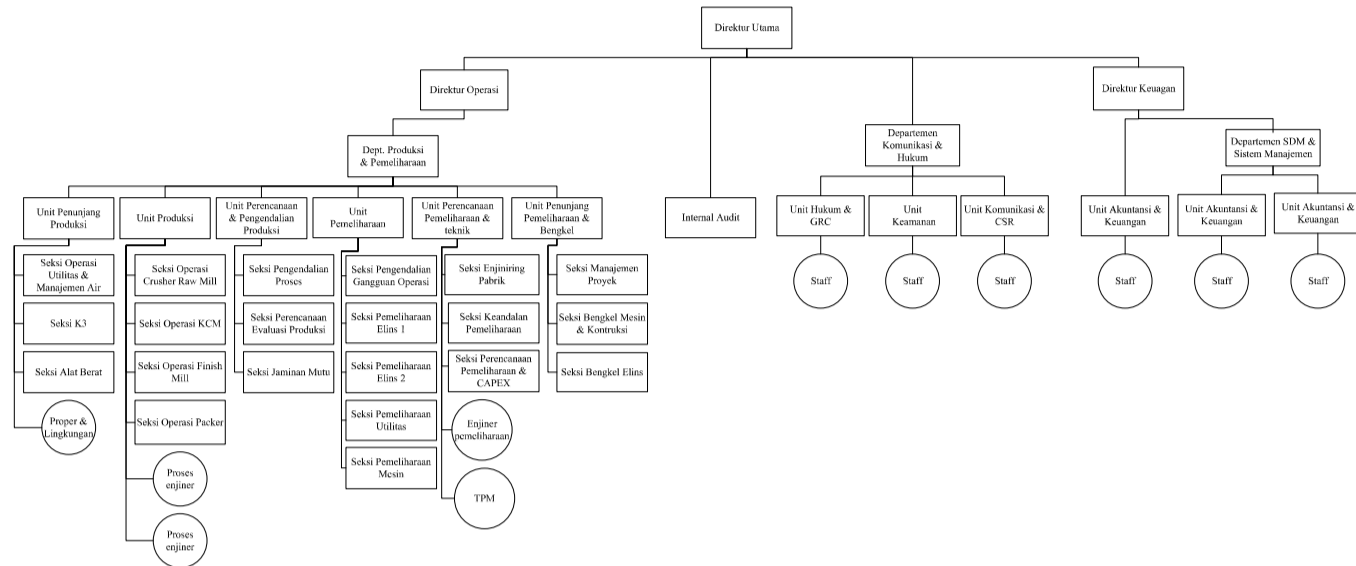 Direktur Utama
Direktur Operasi
Direktur Keuagan
Dept. Produksi
& Pemeliharaan
Departemen
Komunikasi &
Hukum
Departemen SDM &
Sistem Manajemen
Unit Penunjang
Produksi
Unit Produksi
Unit Perencanaan
& Pengendalian
Produksi
Unit
Pemeliharaan
Unit Perencanaan
Pemeliharaan &
teknik
Unit Penunjang
Pemeliharaan &
Bengkel
Internal Audit
Unit Hukum &
GRC
Unit
Keamanan
Unit Komunikasi &
CSR
Unit Akuntansi &
Keuangan
Unit Akuntansi &
Keuangan
Unit Akuntansi &
Keuangan
Seksi Operasi
Utilitas &
Manajemen Air
Seksi K3
Seksi Alat Berat
Proper &
Lingkungan
Seksi Operasi
Crusher Raw Mill
Seksi Operasi KCM
Seksi Operasi Finish
Mill
Seksi Operasi Packer
Proses
enjiner
Proses
enjiner
Seksi Pengendalian
Proses
Seksi Perencanaan
Evaluasi Produksi
Seksi Jaminan Mutu
Seksi Pengendalian
Gangguan Operasi
Seksi Pemeliharaan
Elins 1
Seksi Pemeliharaan
Elins 2
Seksi Pemeliharaan
Utilitas
Seksi Pemeliharaan
Mesin
Seksi Enjiniring
Pabrik
Seksi Keandalan
Pemeliharaan
Seksi Perencanaan
Pemeliharaan &
CAPEX
Enjiner
pemeliharaan
TPM
Seksi Manajemen
Proyek
Seksi Bengkel Mesin
& Kontruksi
Seksi Bengkel Elins
Staff
Staff
Staff
Staff
Staff
Staff